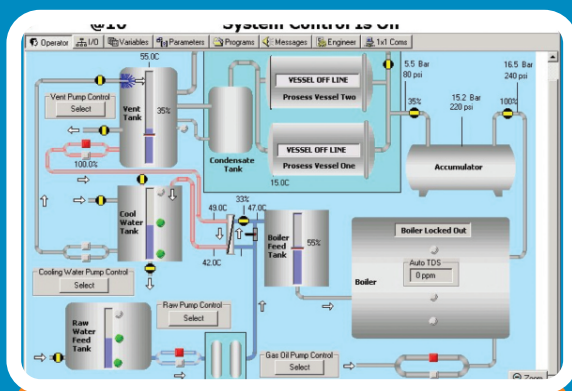 @10 System Control is On
Operator I/O Variables Parameters Programs Messages Engineer 1x1 Coms
55.0C
Vent Pump Control
Select
Vent
Tank
35%
100.0%
Condensate
Tank
VESSEL OFF LINE
Prosess Vessel Two
VESSEL OFF LINE
Prosess Vessel One
15.0C
5.5 Bar
80 psi
35%
15.2 Bar
220 psi
16.5 Bar
240 psi
100%
Accumulator
Cool
Water
Tank
49.0C
33%
47.0C
42.0C
Boiler
Feed
Tank
55%
Boiler Locked Out
Auto TDS
0 ppm
Boiler
Cooling Water Pump Control
Select
Raw Pump Control
Select
Raw
Water
Feed
Tank
Gas Oil Pump Control
Select
Zoom